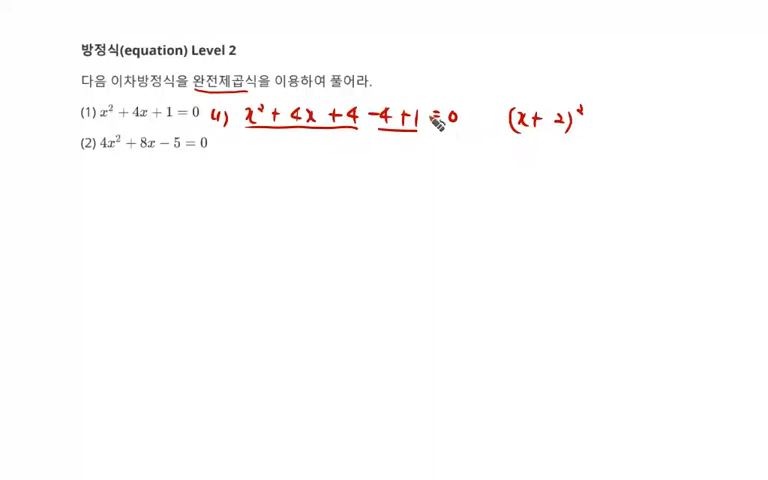 방정식(equation) Level 2
다음 이차방정식을 완전제곱식을 이용하여 풀어라.
(1) x² + 4x + 1 = 0 (1) x² + 4x + 4 - 4 + 1 = 0 (x + 2)²
(2) 4x² + 8x − 5 = 0